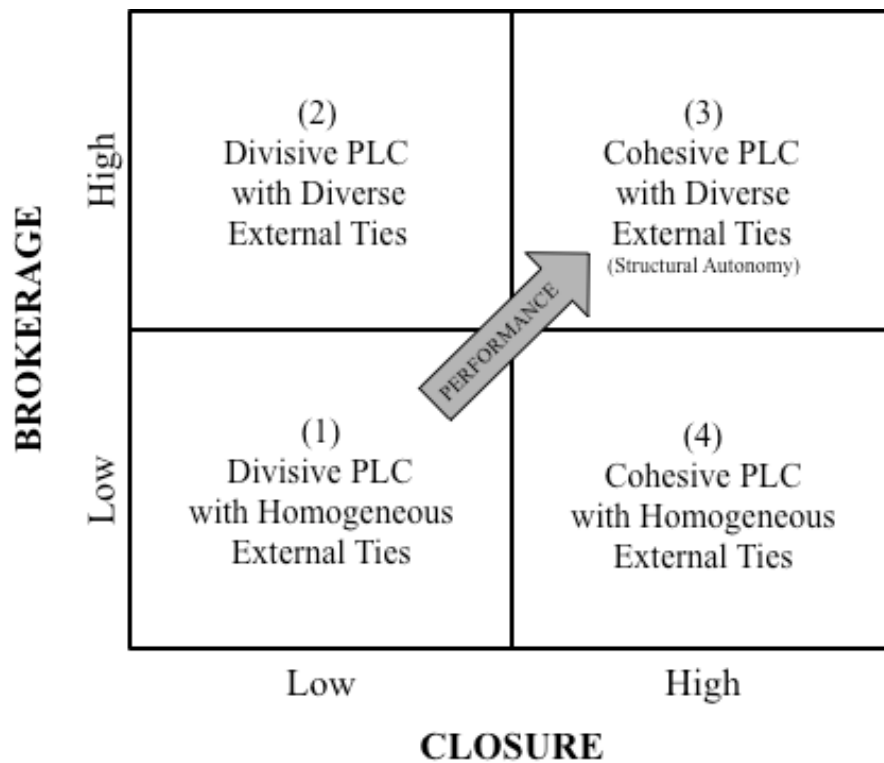 BROKERAGE
High
Low
(2)
Divisive PLC
with Diverse
External Ties
(3)
Cohesive PLC
with Diverse
External Ties
(Structural Autonomy)
PERFORMANCE
(1)
Divisive PLC
with Homogeneous
External Ties
(4)
Cohesive PLC
with Homogeneous
External Ties
Low
High
CLOSURE